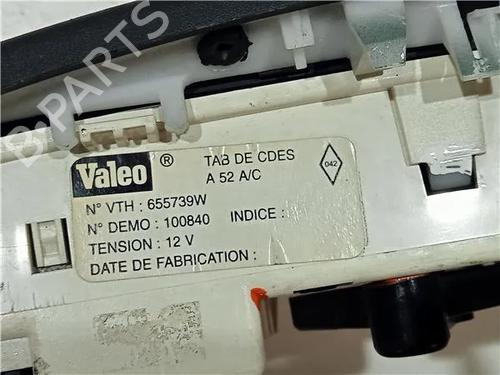 B-PARTS
Valeo ®
TAB DE CDES
A 52 A/C
042
N° VTH : 655739W
N° DEMO : 100840 INDICE :
TENSION : 12 V
DATE DE FABRICATION :